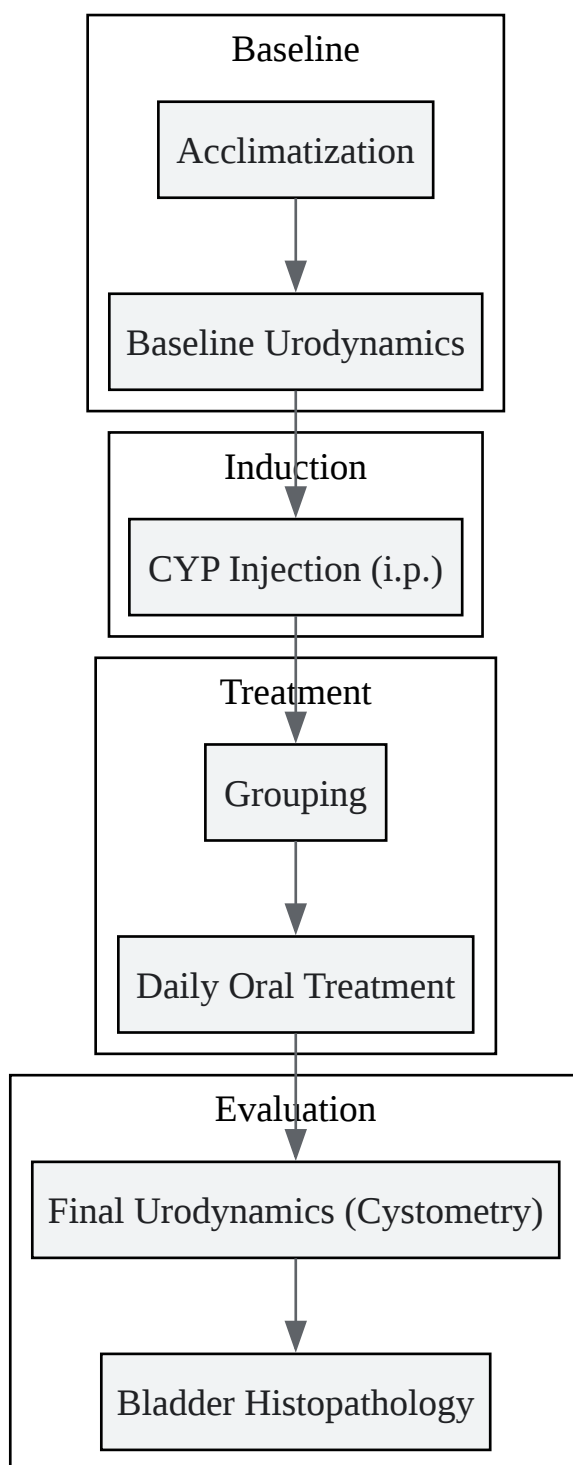 Baseline
Acclimatization
Baseline Urodynamics
Induction
CYP Injection (i.p.)
Treatment
Grouping
Daily Oral Treatment
Evaluation
Final Urodynamics (Cystometry)
Bladder Histopathology